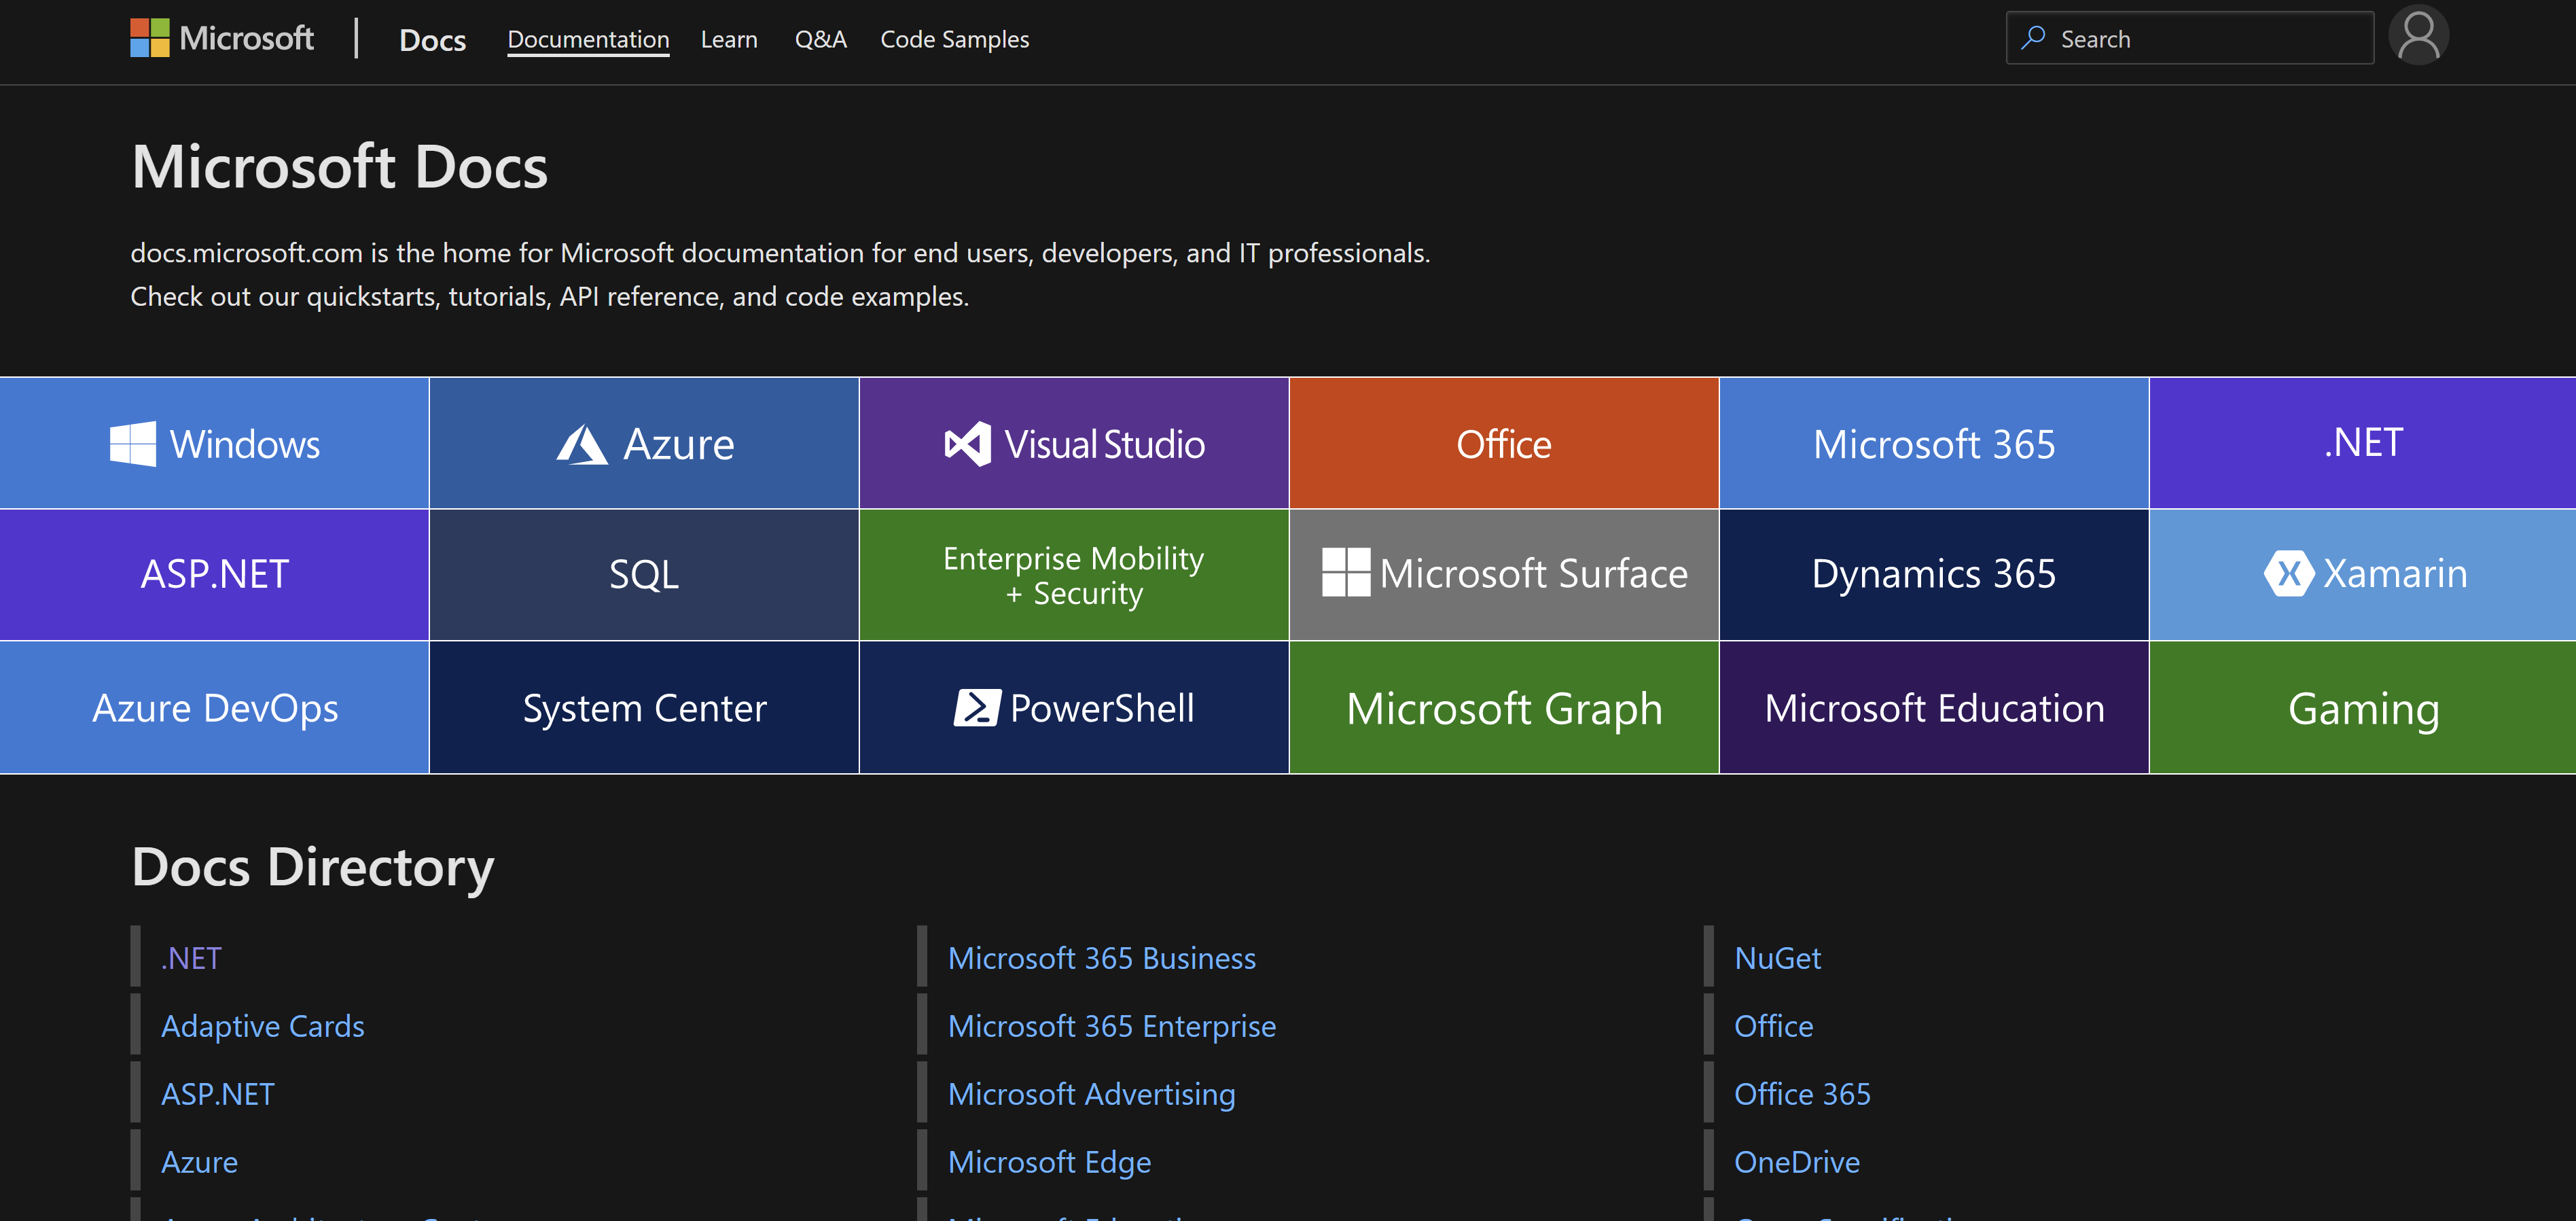 Microsoft Docs Documentation Learn Q&A Code Samples Search
Microsoft Docs
docs.microsoft.com is the home for Microsoft documentation for end users, developers, and IT professionals.
Check out our quickstarts, tutorials, API reference, and code examples.
Windows Azure Visual Studio Office Microsoft 365 .NET
ASP.NET SQL Enterprise Mobility
+ Security Microsoft Surface Dynamics 365 Xamarin
Azure DevOps System Center PowerShell Microsoft Graph Microsoft Education Gaming
Docs Directory
.NET Microsoft 365 Business NuGet
Adaptive Cards Microsoft 365 Enterprise Office
ASP.NET Microsoft Advertising Office 365
Azure Microsoft Edge OneDrive